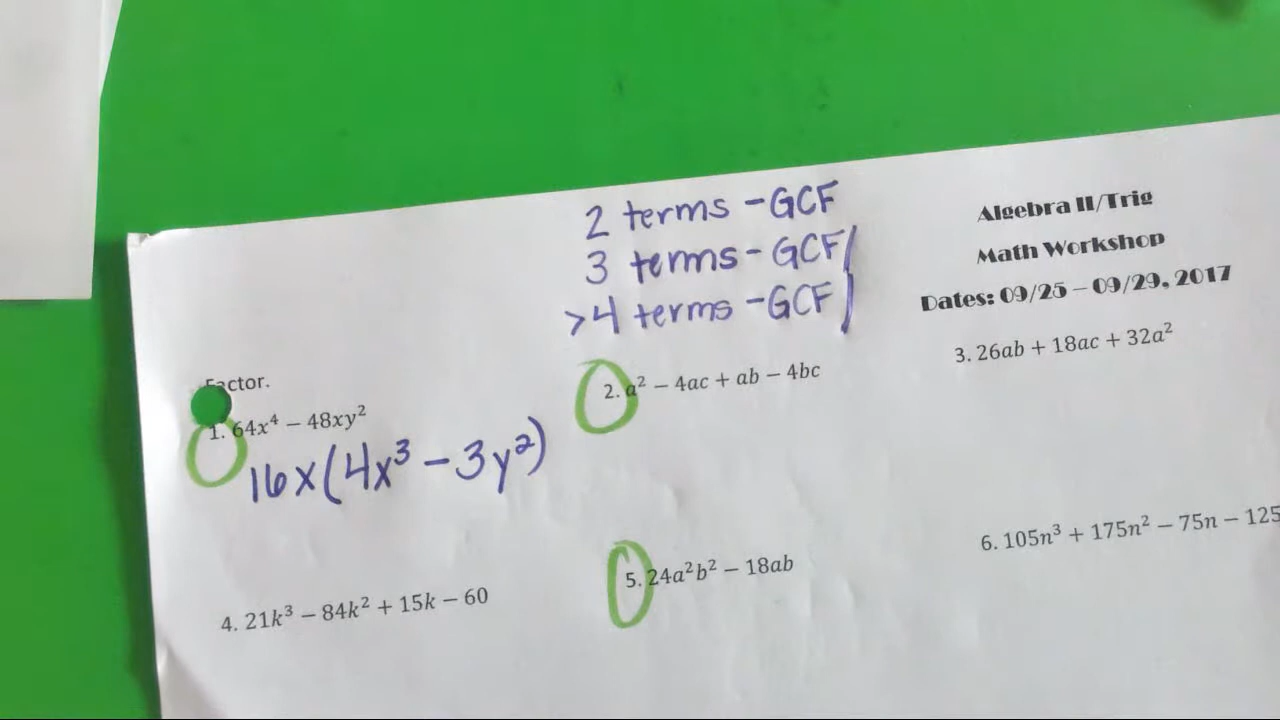 2 terms - GCF
3 terms - GCF
>4 terms - GCF
Algebra II/Trig
Math Workshop
Dates: 09/25 – 09/29, 2017
Factor.
1. 64x⁴ − 48xy²
16x(4x³ − 3y²)
2. a² − 4ac + ab − 4bc
3. 26ab + 18ac + 32a²
4. 21k³ − 84k² + 15k − 60
5. 24a²b² − 18ab
6. 105n³ + 175n² − 75n − 125